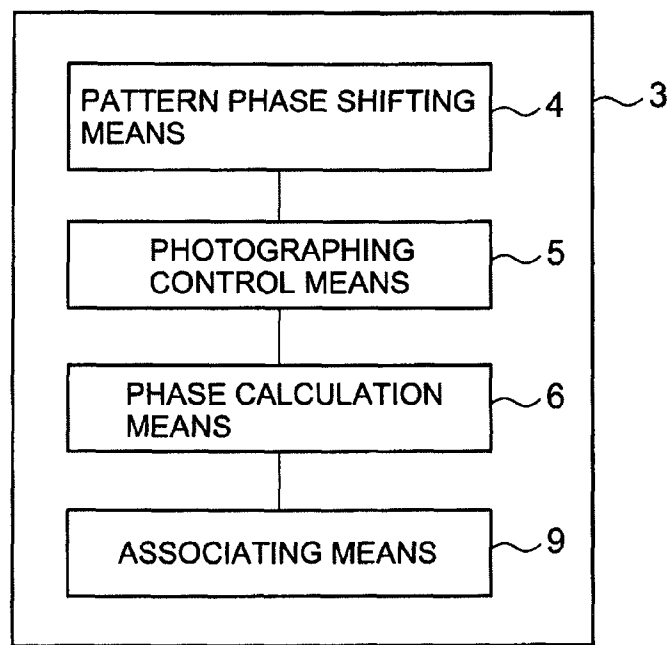 PATTERN PHASE SHIFTING
MEANS
4
3
PHOTOGRAPHING
CONTROL MEANS
5
PHASE CALCULATION
MEANS
6
ASSOCIATING MEANS
9